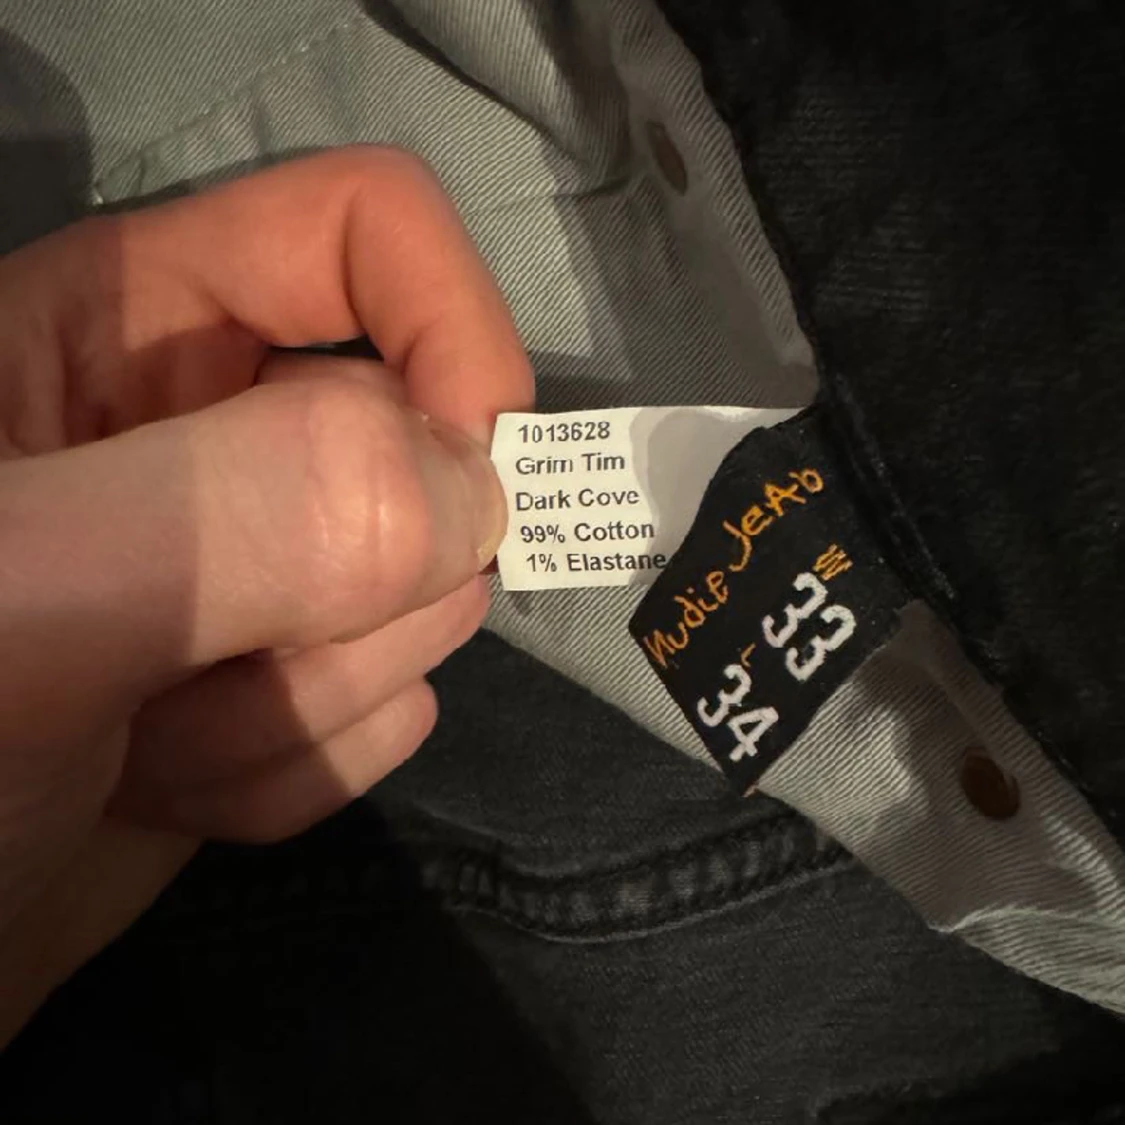 1013628
Grim Tim
Dark Cove
99% Cotton
1% Elastane
Nudie Jeans
W
33
L
34